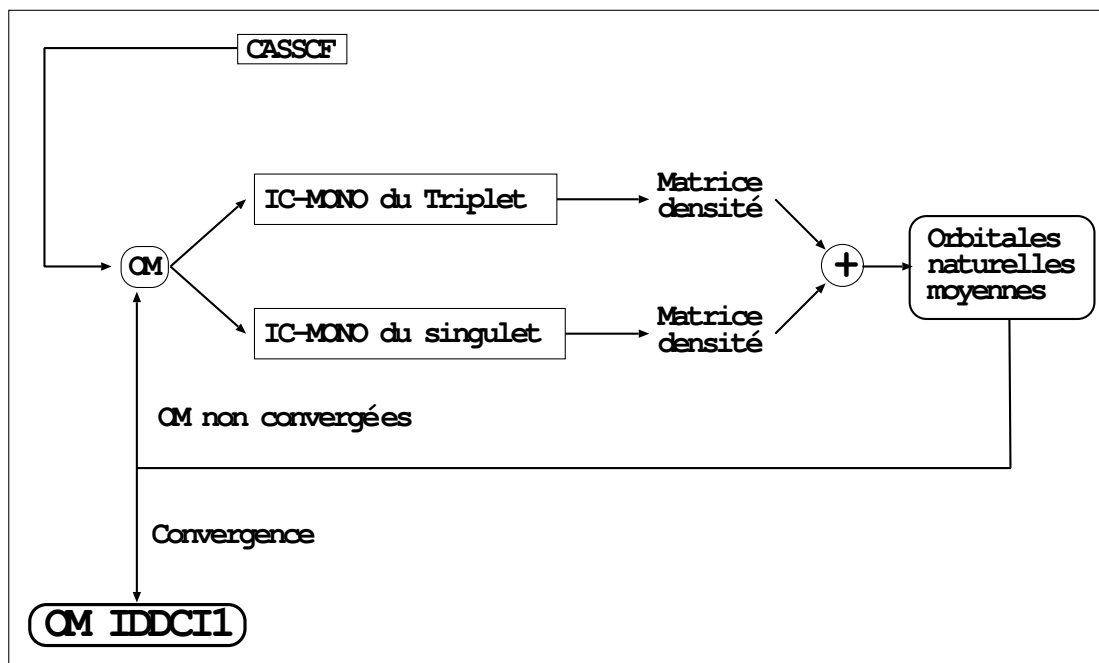 CASSCF
IC-MONO du Triplet
Matrice
densité
OM
+
Orbitales
naturelles
moyennes
IC-MONO du singulet
Matrice
densité
OM non convergées
Convergence
OM IDDCI1